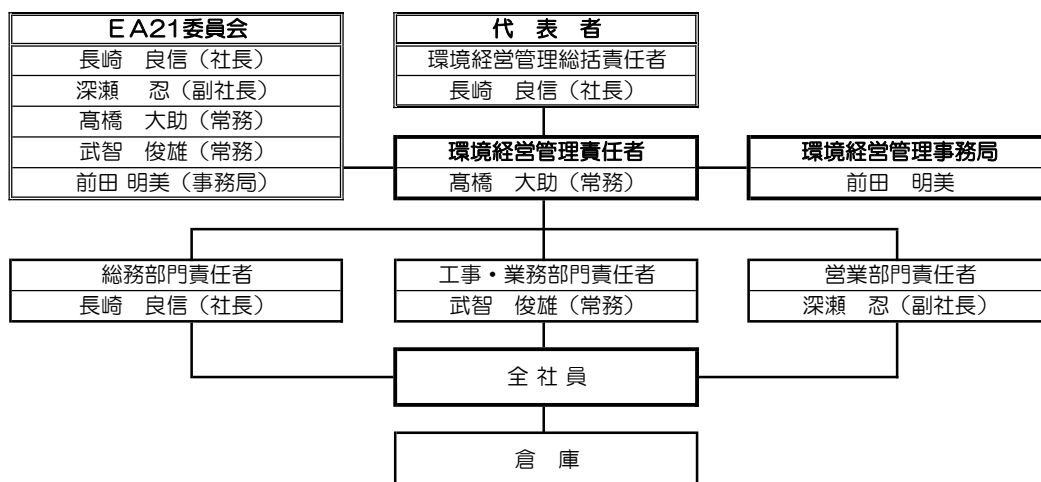 ＥＡ21委員会
長崎　良信（社長）
深瀬　忍（副社長）
髙橋　大助（常務）
武智　俊雄（常務）
前田 明美（事務局）
代　表　者
環境経営管理総括責任者
長崎　良信（社長）
環境経営管理責任者
髙橋　大助（常務）
環境経営管理事務局
前田　明美
総務部門責任者
長崎　良信（社長）
工事・業務部門責任者
武智　俊雄（常務）
営業部門責任者
深瀬　忍（副社長）
全 社 員
倉　庫